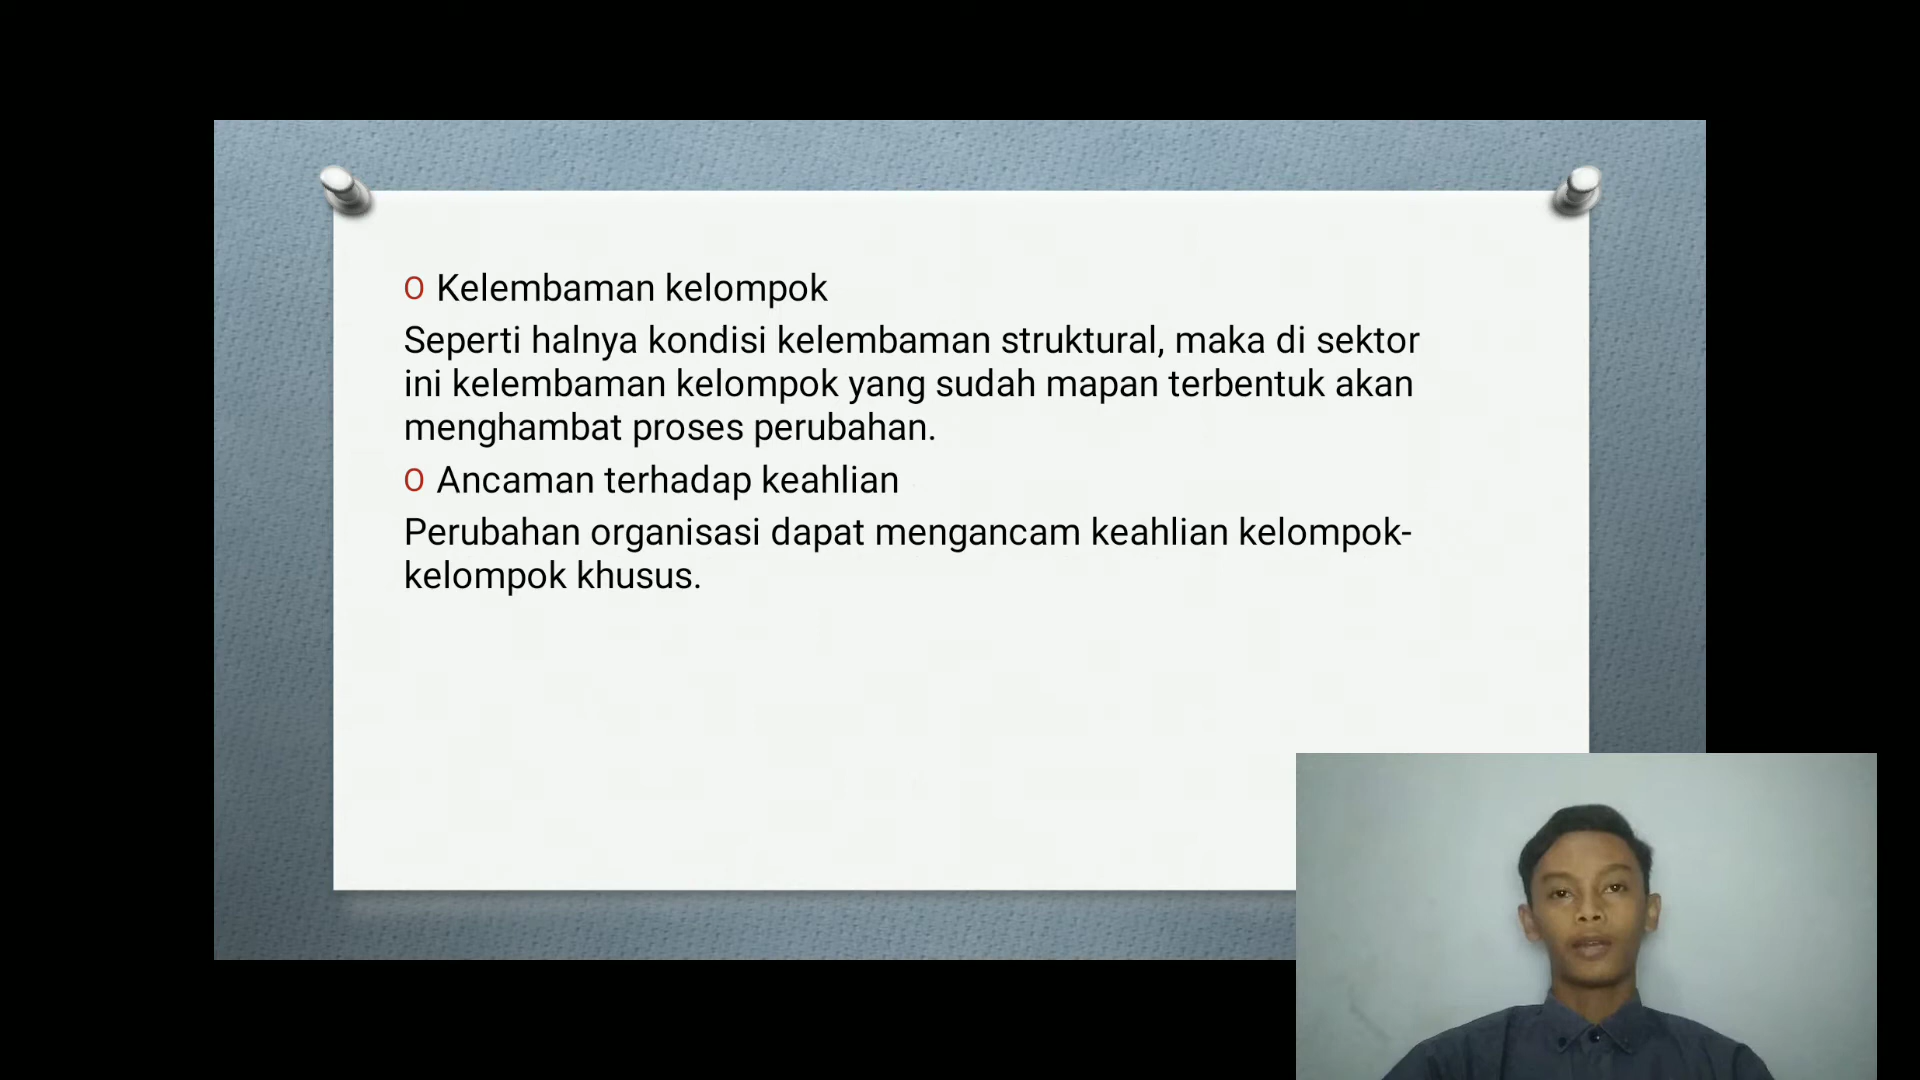 O Kelembaman kelompok
Seperti halnya kondisi kelembaman struktural, maka di sektor
ini kelembaman kelompok yang sudah mapan terbentuk akan
menghambat proses perubahan.
O Ancaman terhadap keahlian
Perubahan organisasi dapat mengancam keahlian kelompok-
kelompok khusus.